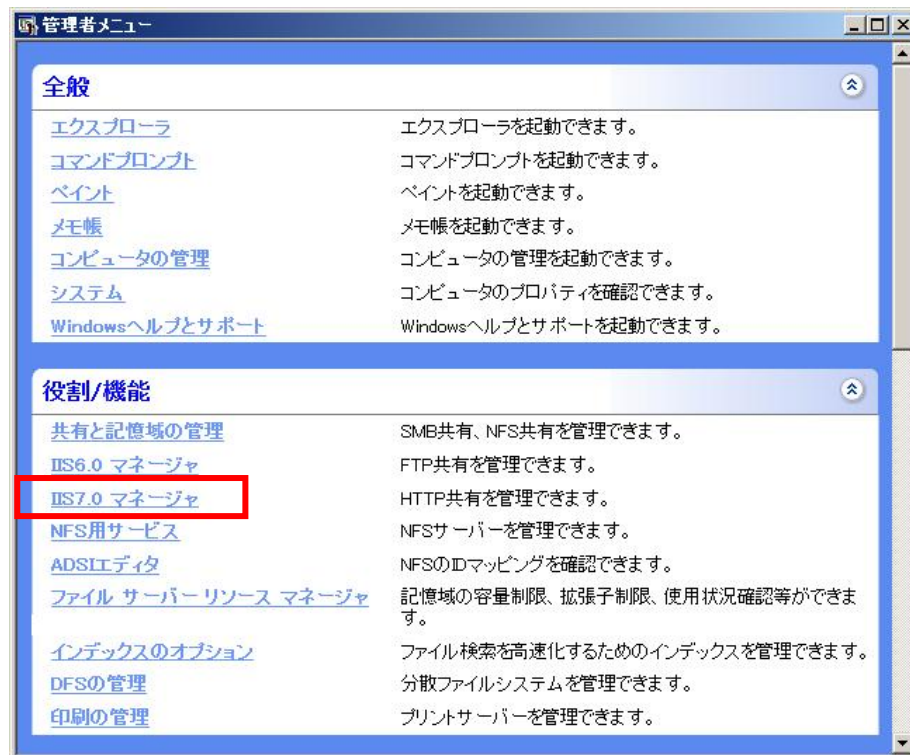 管理者メニュー
全般
エクスプローラ エクスプローラを起動できます。
コマンドプロンプト コマンドプロンプトを起動できます。
ペイント ペイントを起動できます。
メモ帳 メモ帳を起動できます。
コンピュータの管理 コンピュータの管理を起動できます。
システム コンピュータのプロパティを確認できます。
Windowsヘルプとサポート Windowsヘルプとサポートを起動できます。
役割/機能
共有と記憶域の管理 SMB共有、NFS共有を管理できます。
IIS6.0 マネージャ FTP共有を管理できます。
IIS7.0 マネージャ HTTP共有を管理できます。
NFS用サービス NFSサーバーを管理できます。
ADSIエディタ NFSのIDマッピングを確認できます。
ファイル サーバー リソース マネージャ 記憶域の容量制限、拡張子制限、使用状況確認等ができま
す。
インデックスのオプション ファイル検索を高速化するためのインデックスを管理できます。
DFSの管理 分散ファイルシステムを管理できます。
印刷の管理 プリントサーバーを管理できます。